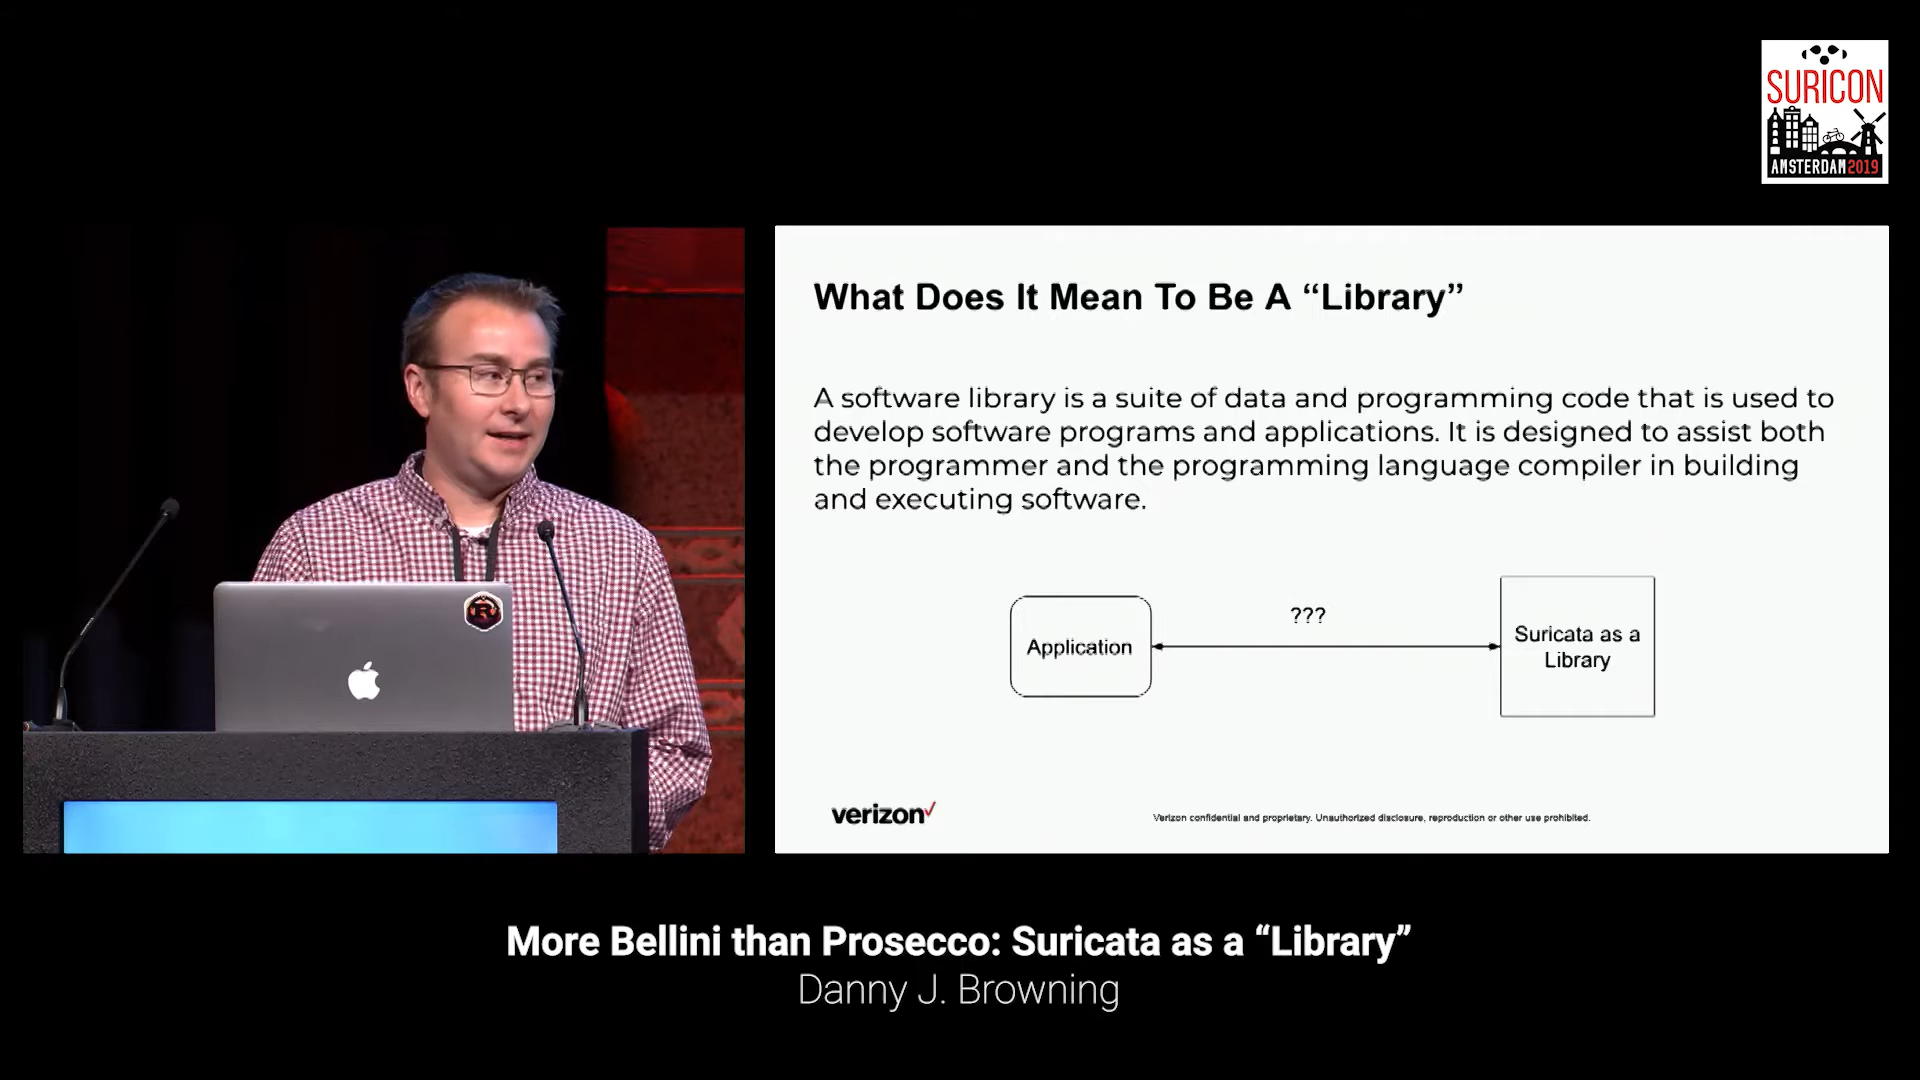 SURICON
AMSTERDAM 2019
What Does It Mean To Be A “Library”
A software library is a suite of data and programming code that is used to
develop software programs and applications. It is designed to assist both
the programmer and the programming language compiler in building
and executing software.
Application
???
Suricata as a
Library
verizon
Verizon confidential and proprietary. Unauthorized disclosure, reproduction or other use prohibited.
R
More Bellini than Prosecco: Suricata as a “Library”
Danny J. Browning